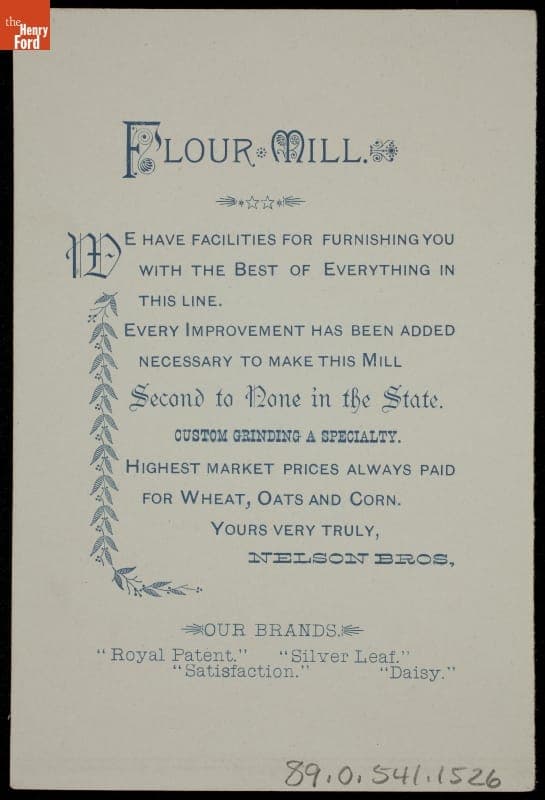 the
Henry
Ford
FLOUR MILL.
WE HAVE FACILITIES FOR FURNISHING YOU
WITH THE BEST OF EVERYTHING IN
THIS LINE.
EVERY IMPROVEMENT HAS BEEN ADDED
NECESSARY TO MAKE THIS MILL
Second to None in the State.
CUSTOM GRINDING A SPECIALTY.
HIGHEST MARKET PRICES ALWAYS PAID
FOR WHEAT, OATS AND CORN.
YOURS VERY TRULY,
NELSON BROS,
OUR BRANDS.
"Royal Patent." "Silver Leaf."
"Satisfaction." "Daisy."
89.0.541.1526